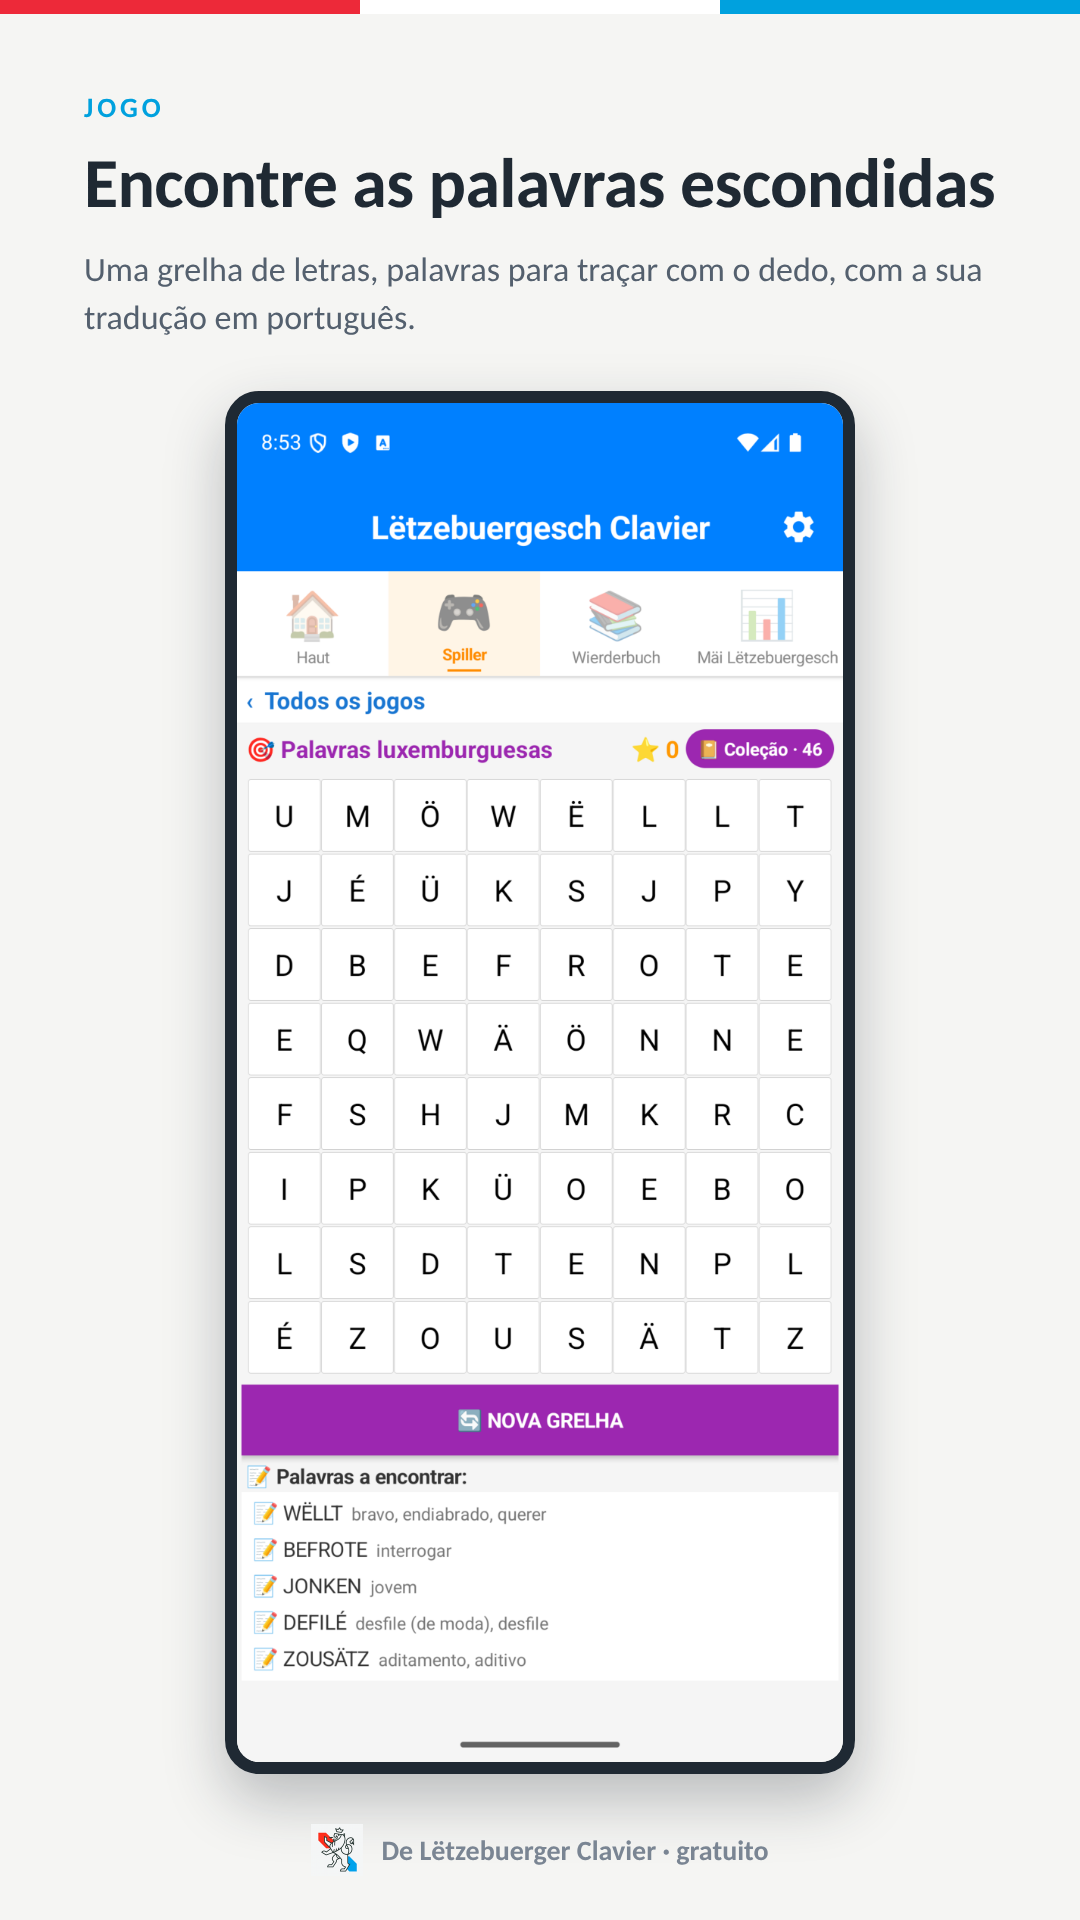 JOGO
Encontre as palavras escondidas
Uma grelha de letras, palavras para traçar com o dedo, com a sua
tradução em português.
8:53
Lëtzebuergesch Clavier
Haut Spiller Wierderbuch Mäi Lëtzebuergesch
‹ Todos os jogos
Palavras luxemburguesas 0 Coleção · 46
U M Ö W Ë L L T
J É Ü K S J P Y
D B E F R O T E
E Q W Ä Ö N N E
F S H J M K R C
I P K Ü O E B O
L S D T E N P L
É Z O U S Ä T Z
NOVA GRELHA
Palavras a encontrar:
WËLLT bravo, endiabrado, querer
BEFROTE interrogar
JONKEN jovem
DEFILÉ desfile (de moda), desfile
ZOUSÄTZ aditamento, aditivo
De Lëtzebuerger Clavier · gratuito